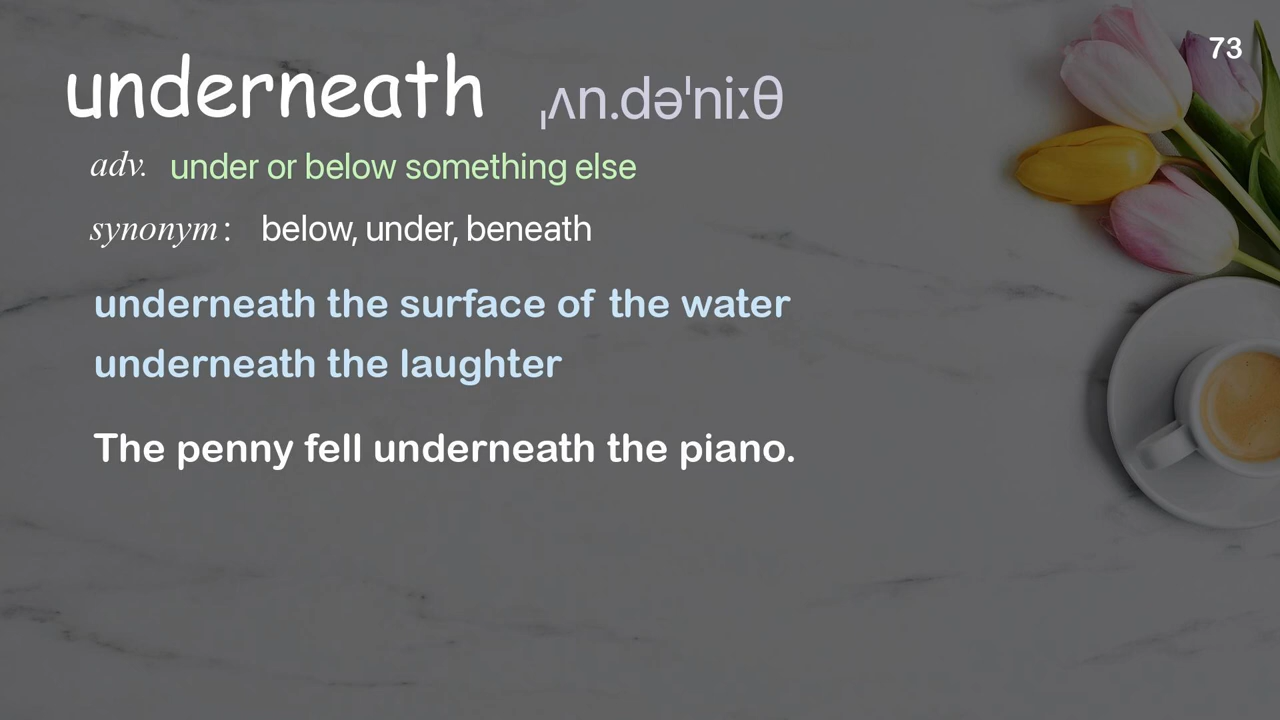 73
underneath ˌʌn.dəˈniːθ
adv. under or below something else
synonym : below, under, beneath
underneath the surface of the water
underneath the laughter
The penny fell underneath the piano.